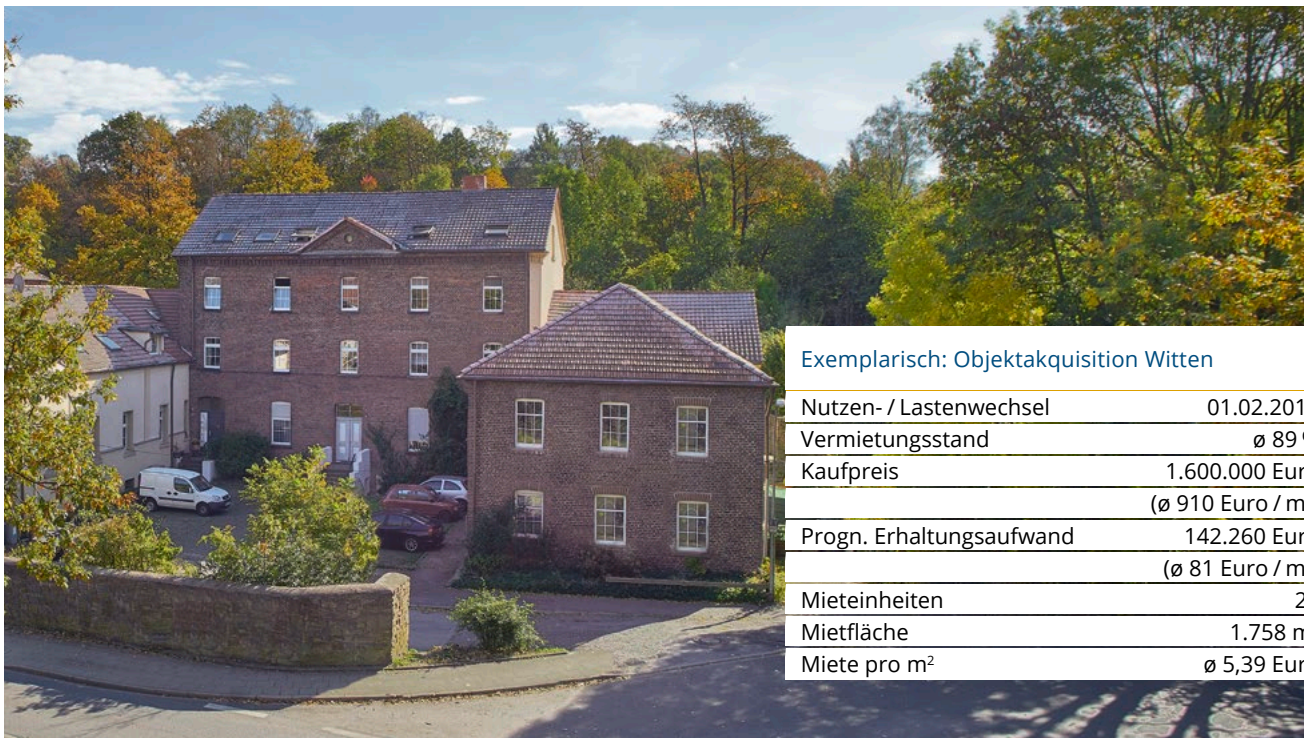 Exemplarisch: Objektakquisition Witten
Nutzen- / Lastenwechsel 01.02.201
Vermietungsstand ø 89
Kaufpreis 1.600.000 Eur
(ø 910 Euro / m
Progn. Erhaltungsaufwand 142.260 Eur
(ø 81 Euro / m
Mieteinheiten 2
Mietfläche 1.758 m
Miete pro m² ø 5,39 Eur